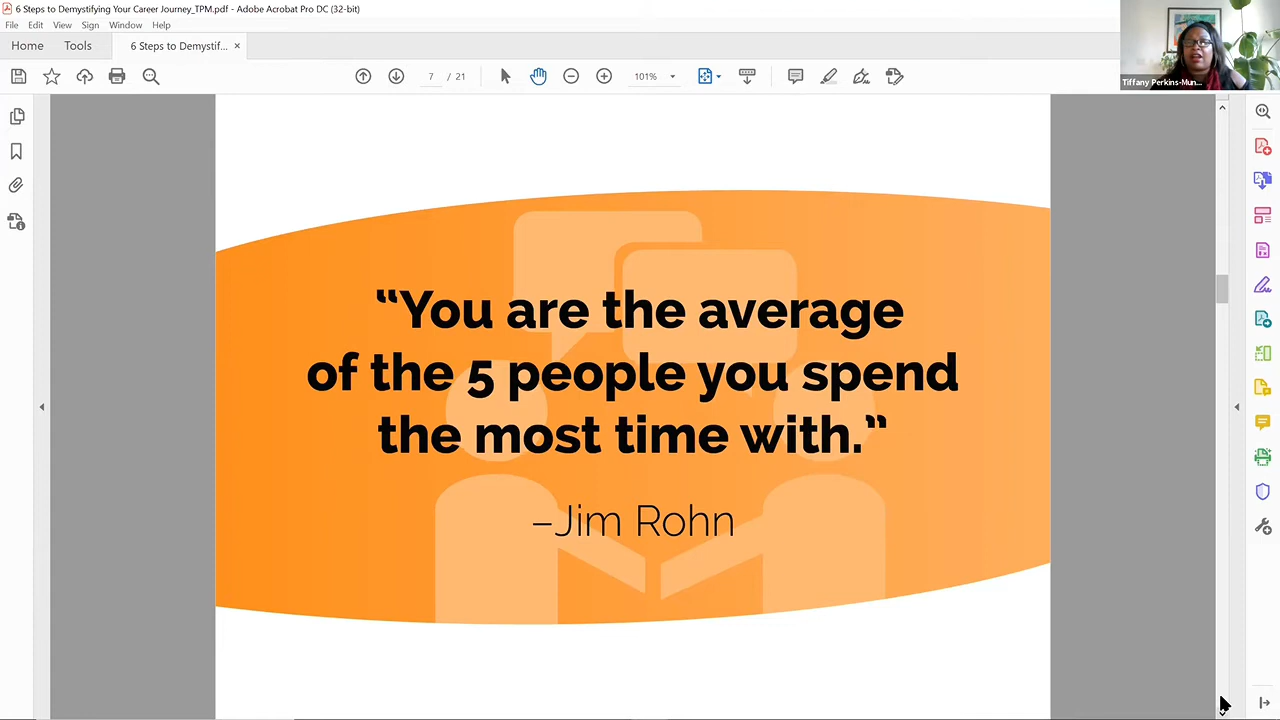 6 Steps to Demystifying Your Career Journey_TPM.pdf - Adobe Acrobat Pro DC (32-bit)
File Edit View Sign Window Help
Home Tools 6 Steps to Demystif... ×
7 / 21 101%
Tiffany Perkins-Mun...
“You are the average
of the 5 people you spend
the most time with.”
–Jim Rohn